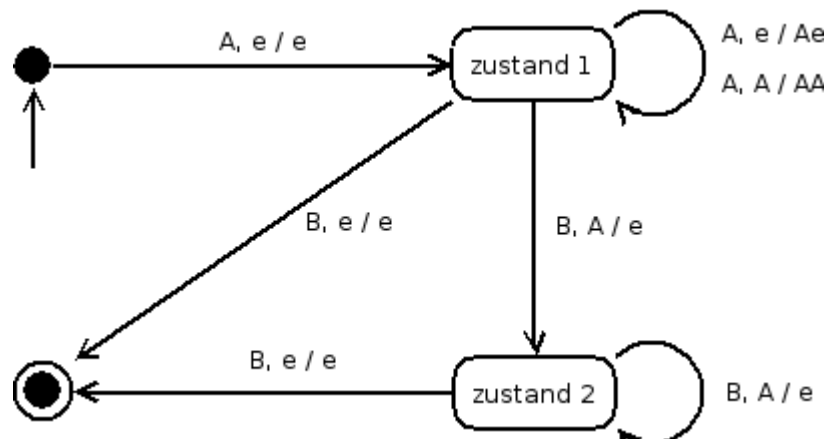 A, e / e
zustand 1
A, e / Ae
A, A / AA
B, e / e
B, A / e
B, e / e
zustand 2
B, A / e